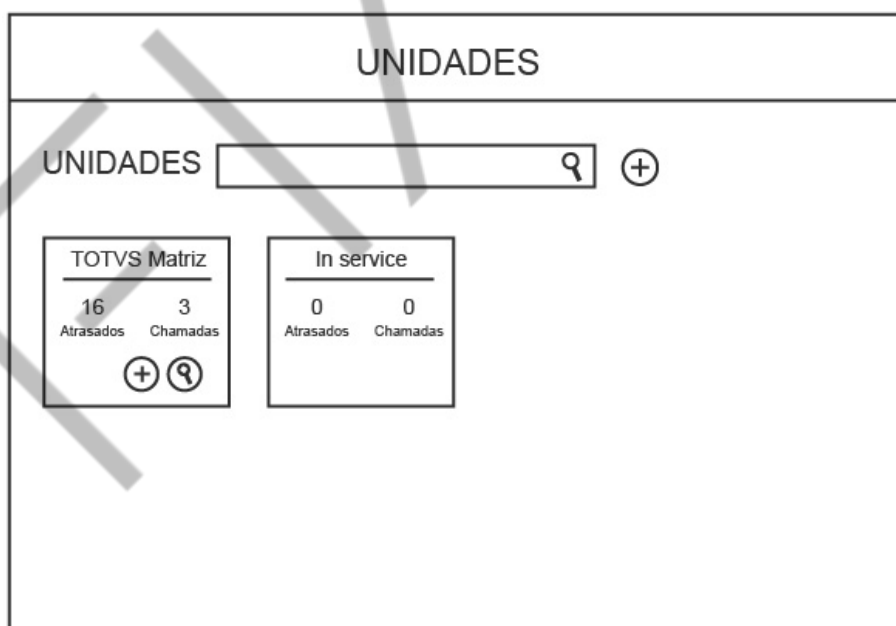 UNIDADES
UNIDADES
TOTVS Matriz
16 3
Atrasados Chamadas
In service
0 0
Atrasados Chamadas